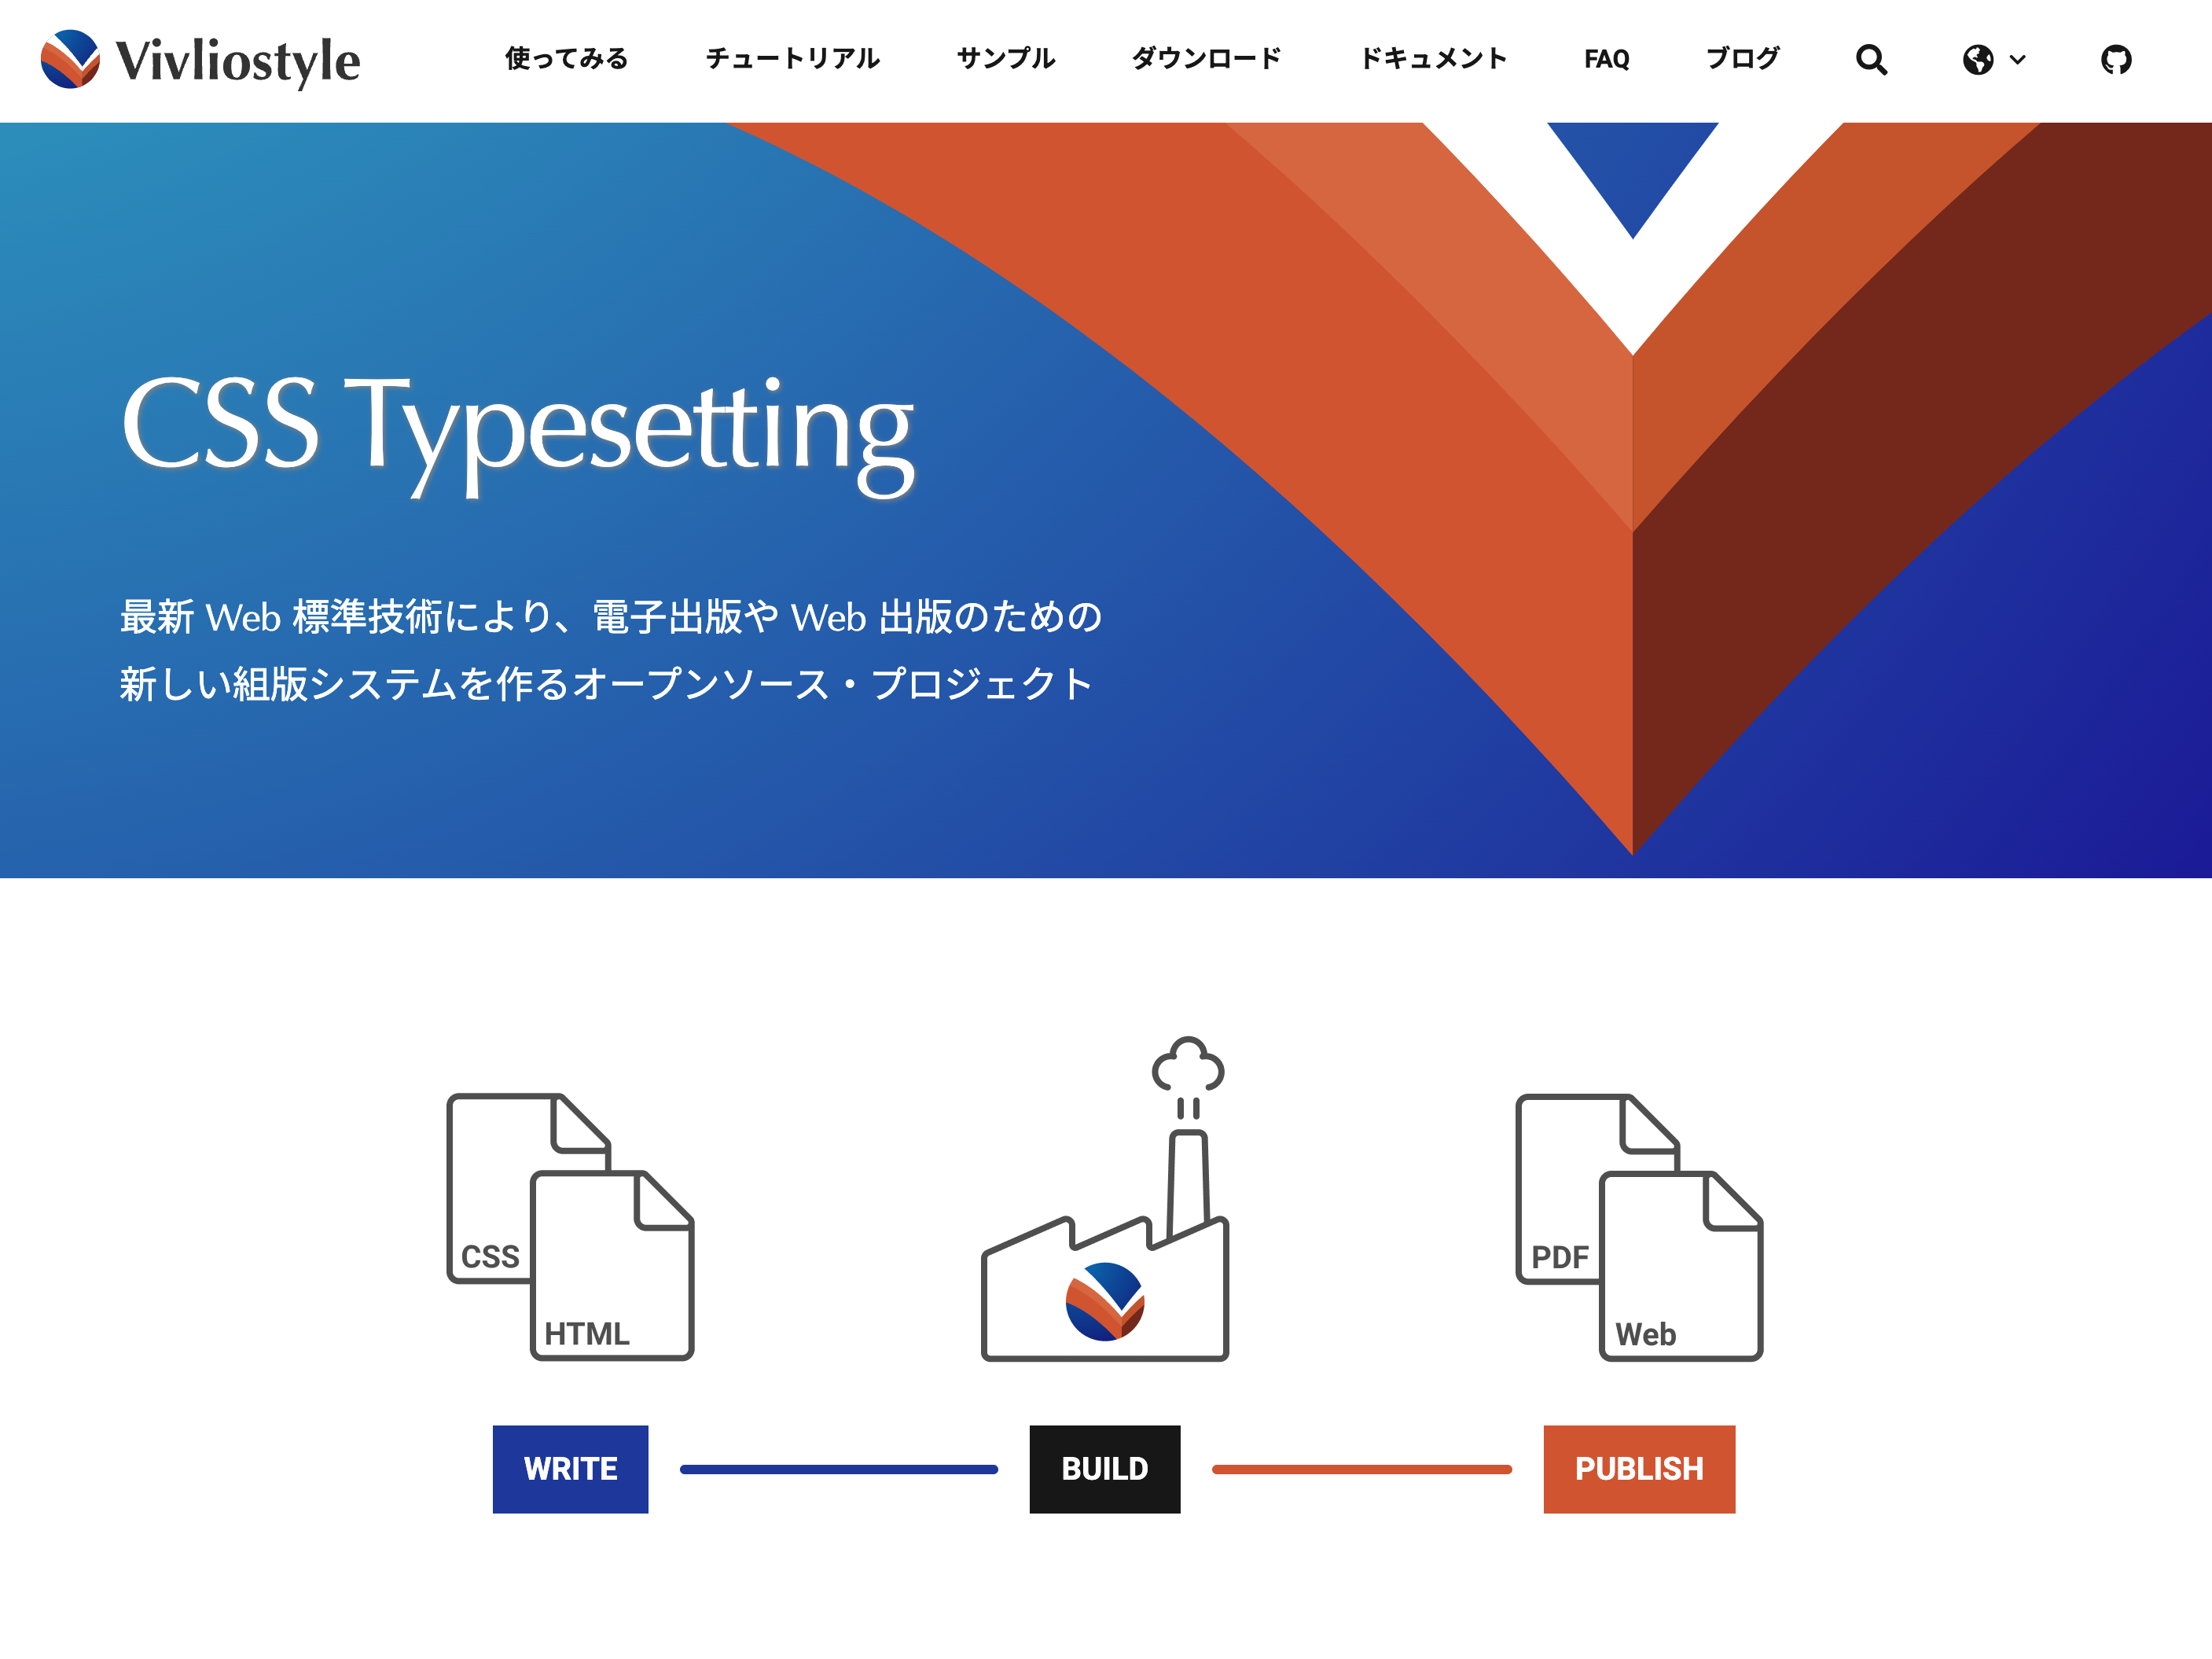 Vivliostyle
使ってみる
チュートリアル
サンプル
ダウンロード
ドキュメント
FAQ
ブログ
CSS Typesetting
最新 Web 標準技術により、電子出版や Web 出版のための
新しい組版システムを作るオープンソース・プロジェクト
CSS
HTML
PDF
Web
WRITE
BUILD
PUBLISH